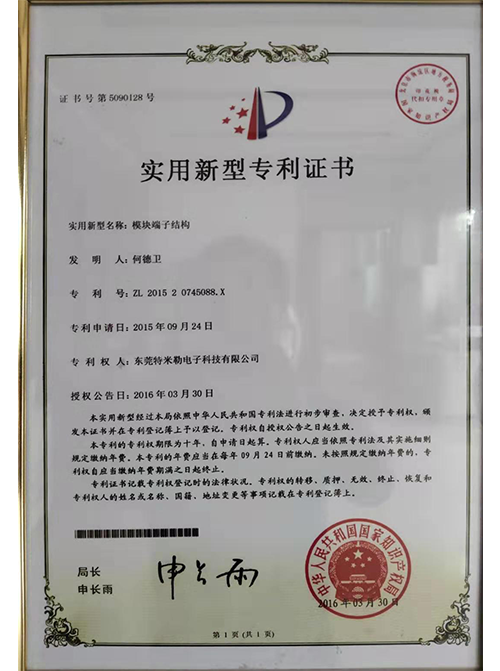 证书号第5090128号
实用新型专利证书
实用新型名称：模块端子结构
发明人：何德卫
专利号：ZL 2015 2 0745088.X
专利申请日：2015年09月24日
专利权人：东莞特米勒电子科技有限公司
授权公告日：2016年03月30日
本实用新型经过本局依照中华人民共和国专利法进行初步审查，决定授予专利权，颁
发本证书并在专利登记簿上予以登记。专利权自授权公告之日起生效。
本专利的专利权期限为十年，自申请日起算。专利权人应当依照专利法及其实施细则
规定缴纳年费。本专利的年费应当在每年09月24日前缴纳。未按照规定缴纳年费的，专
利权自应当缴纳年费期满之日起终止。
专利证书记载专利权登记时的法律状况。专利权的转移、质押、无效、终止、恢复和
专利权人的姓名或名称、国籍、地址变更等事项记载在专利登记簿上。
局长
申长雨
申长雨
中华人民共和国国家知识产权局
2016年03月30日
第1页（共1页）